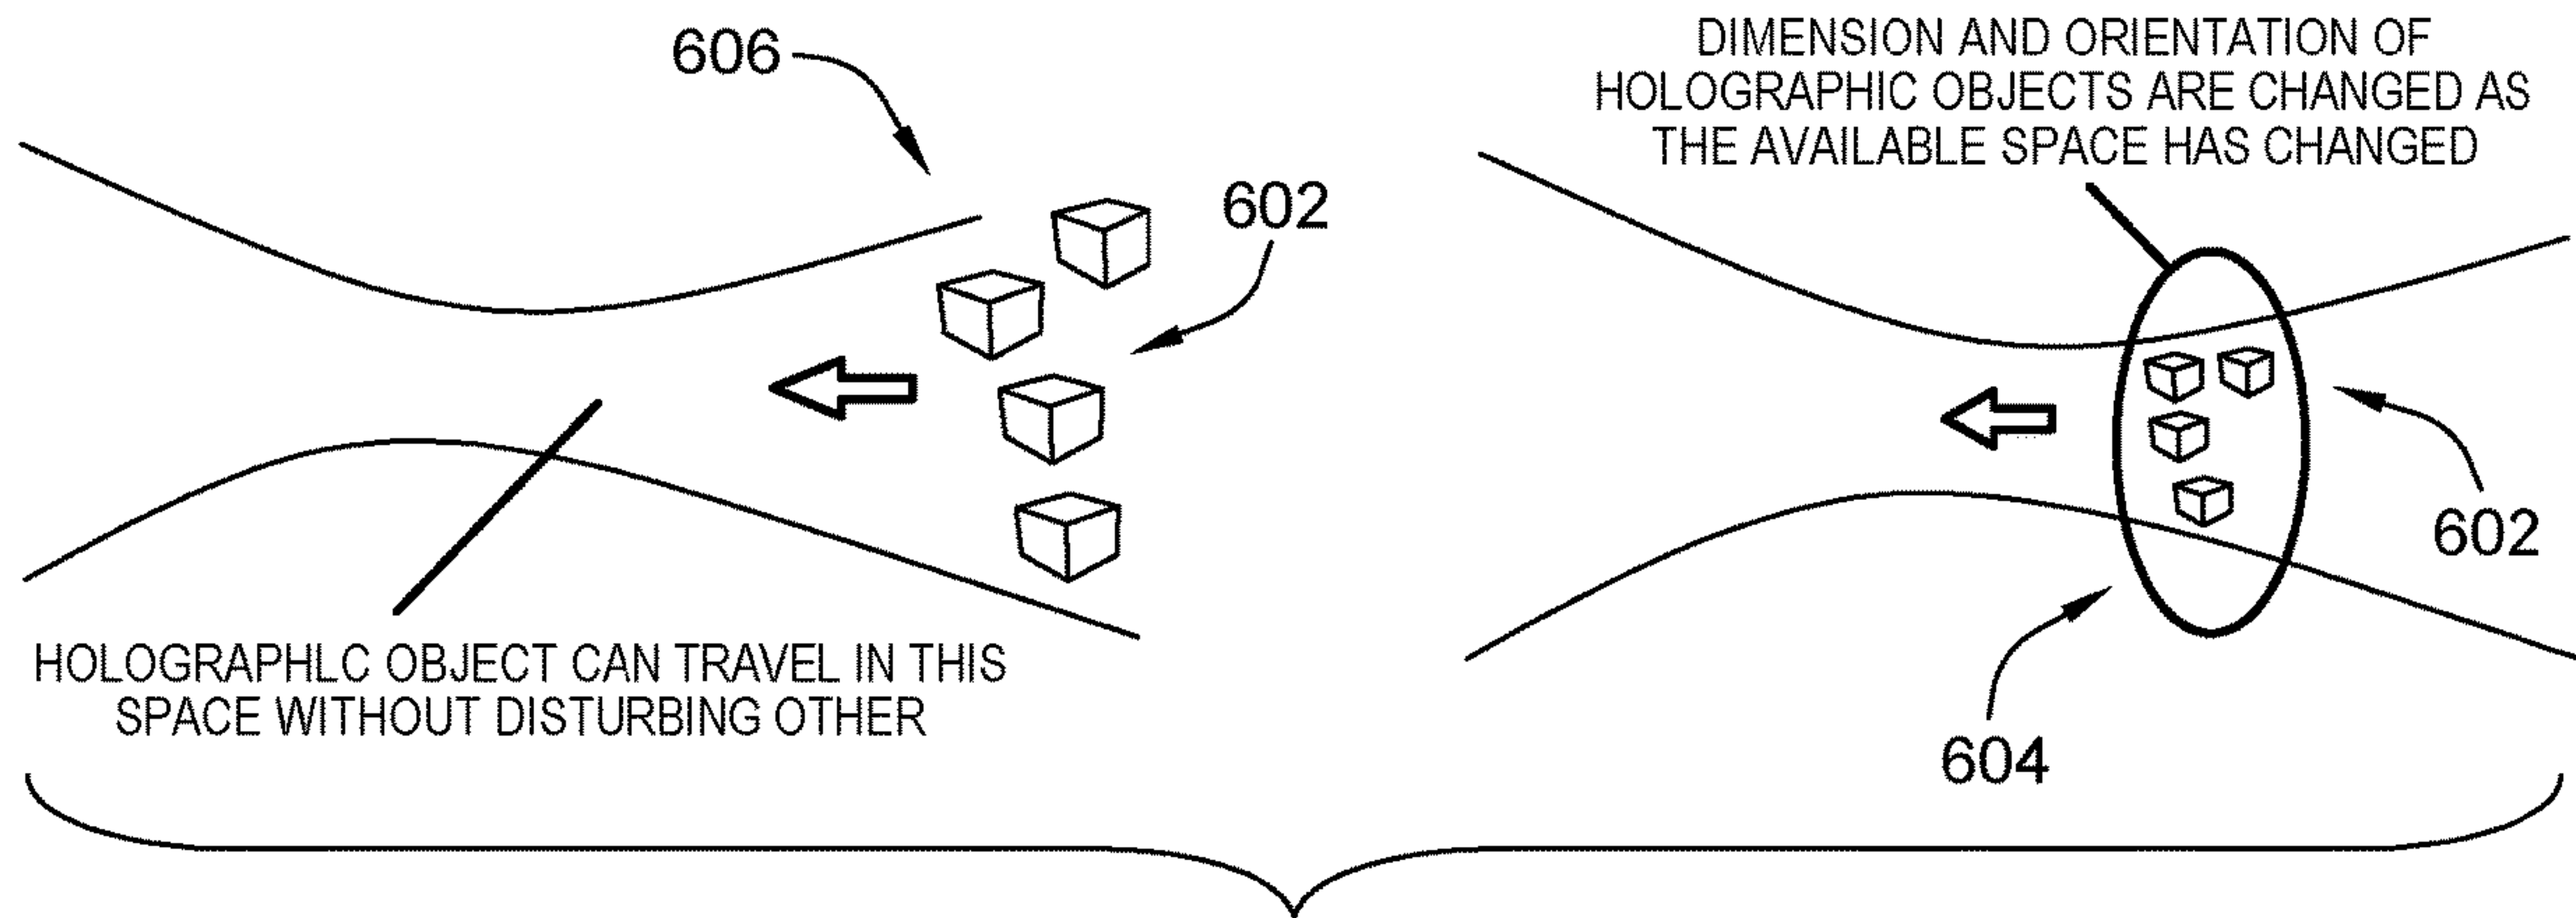 606
602
HOLOGRAPHLC OBJECT CAN TRAVEL IN THIS
SPACE WITHOUT DISTURBING OTHER
DIMENSION AND ORIENTATION OF
HOLOGRAPHIC OBJECTS ARE CHANGED AS
THE AVAILABLE SPACE HAS CHANGED
602
604